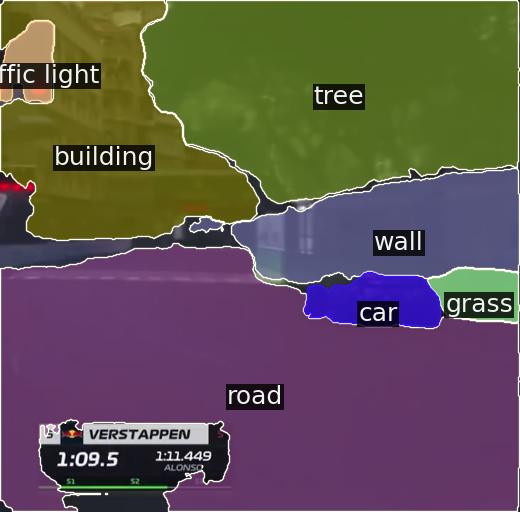 ffic light
tree
building
wall
grass
car
road
VERSTAPPEN
1:09.5
1:11.449
ALONSO
S1
S2